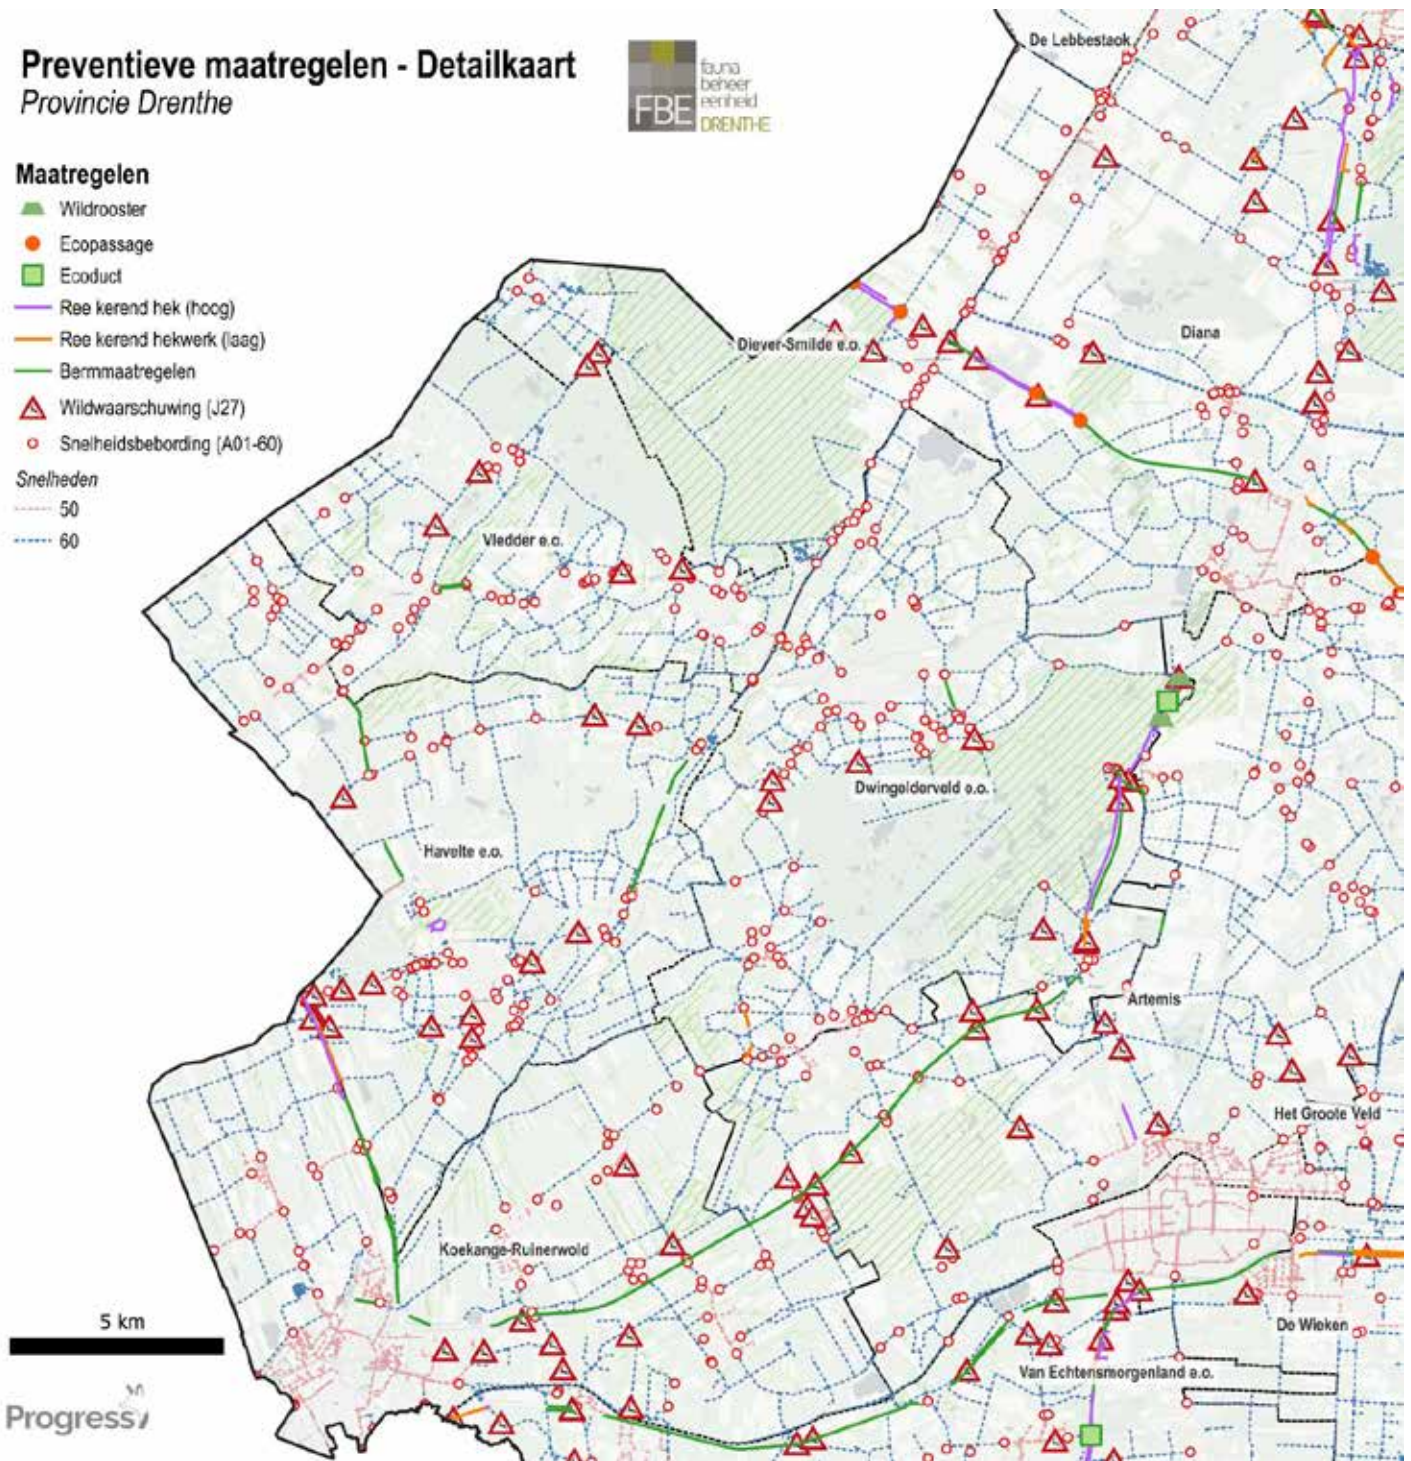 Preventieve maatregelen - Detailkaart
Provincie Drenthe
fauna
beheer
eenheid
FBE DRENTHE
Maatregelen
Wildrooster
Ecopassage
Ecoduct
Ree kerend hek (hoog)
Ree kerend hekwerk (laag)
Bermmaatregelen
Wildwaarschuwing (J27)
Snelheidsbebording (A01-60)
Snelheden
50
60
De Lebbestaok
Diever-Smilde e.o.
Diana
Vledder e.o.
Dwingelderveld e.o.
Havelte e.o.
Artemis
Het Groote Veld
Koekange-Ruinerwold
De Wieken
Van Echtensmorgenland e.o.
5 km
Progress